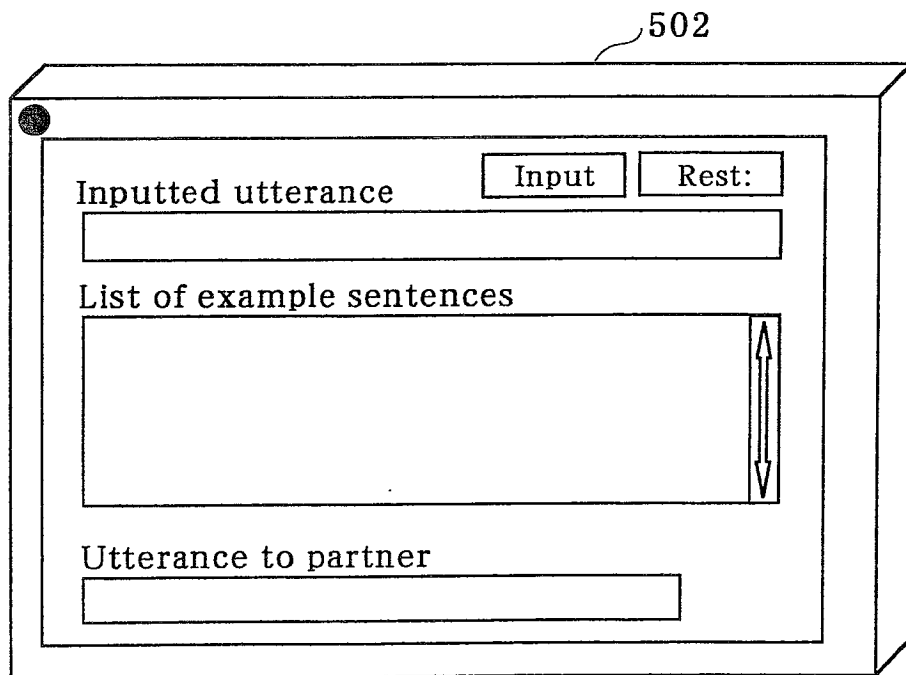 502
Input Rest:
Inputted utterance
List of example sentences
Utterance to partner